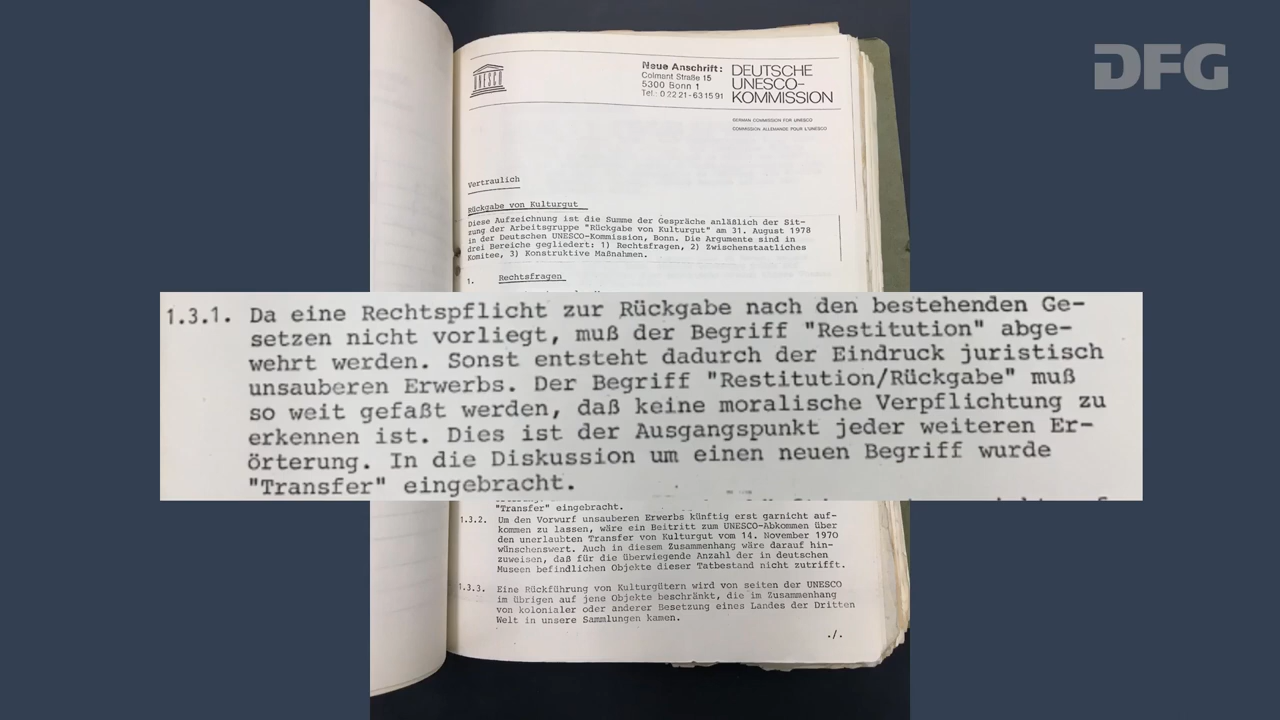 DFG
UNESCO
Neue Anschrift:
Colmant Straße 15
5300 Bonn 1
Tel.: 0 22 21 - 63 15 91
DEUTSCHE
UNESCO-
KOMMISSION
GERMAN COMMISSION FOR UNESCO
COMMISSION ALLEMANDE POUR L'UNESCO
Vertraulich
Rückgabe von Kulturgut
Diese Aufzeichnung ist die Summe der Gespräche anläßlich der Sit-
zung der Arbeitsgruppe "Rückgabe von Kulturgut" am 31. August 1978
in der Deutschen UNESCO-Kommission, Bonn. Die Argumente sind in
drei Bereiche gegliedert: 1) Rechtsfragen, 2) Zwischenstaatliches
Komitee, 3) Konstruktive Maßnahmen.
1. Rechtsfragen
1.3.1. Da eine Rechtspflicht zur Rückgabe nach den bestehenden Ge-
setzen nicht vorliegt, muß der Begriff "Restitution" abge-
wehrt werden. Sonst entsteht dadurch der Eindruck juristisch
unsauberen Erwerbs. Der Begriff "Restitution/Rückgabe" muß
so weit gefaßt werden, daß keine moralische Verpflichtung zu
erkennen ist. Dies ist der Ausgangspunkt jeder weiteren Er-
örterung. In die Diskussion um einen neuen Begriff wurde
"Transfer" eingebracht.
"Transfer" eingebracht.
1.3.2. Um den Vorwurf unsauberen Erwerbs künftig erst garnicht auf-
kommen zu lassen, wäre ein Beitritt zum UNESCO-Abkommen über
den unerlaubten Transfer von Kulturgut vom 14. November 1970
wünschenswert. Auch in diesem Zusammenhang wäre darauf hin-
zuweisen, daß für die überwiegende Anzahl der in deutschen
Museen befindlichen Objekte dieser Tatbestand nicht zutrifft.
1.3.3. Eine Rückführung von Kulturgütern wird von seiten der UNESCO
im übrigen auf jene Objekte beschränkt, die im Zusammenhang
von kolonialer oder anderer Besetzung eines Landes der Dritten
Welt in unsere Sammlungen kamen.
./.